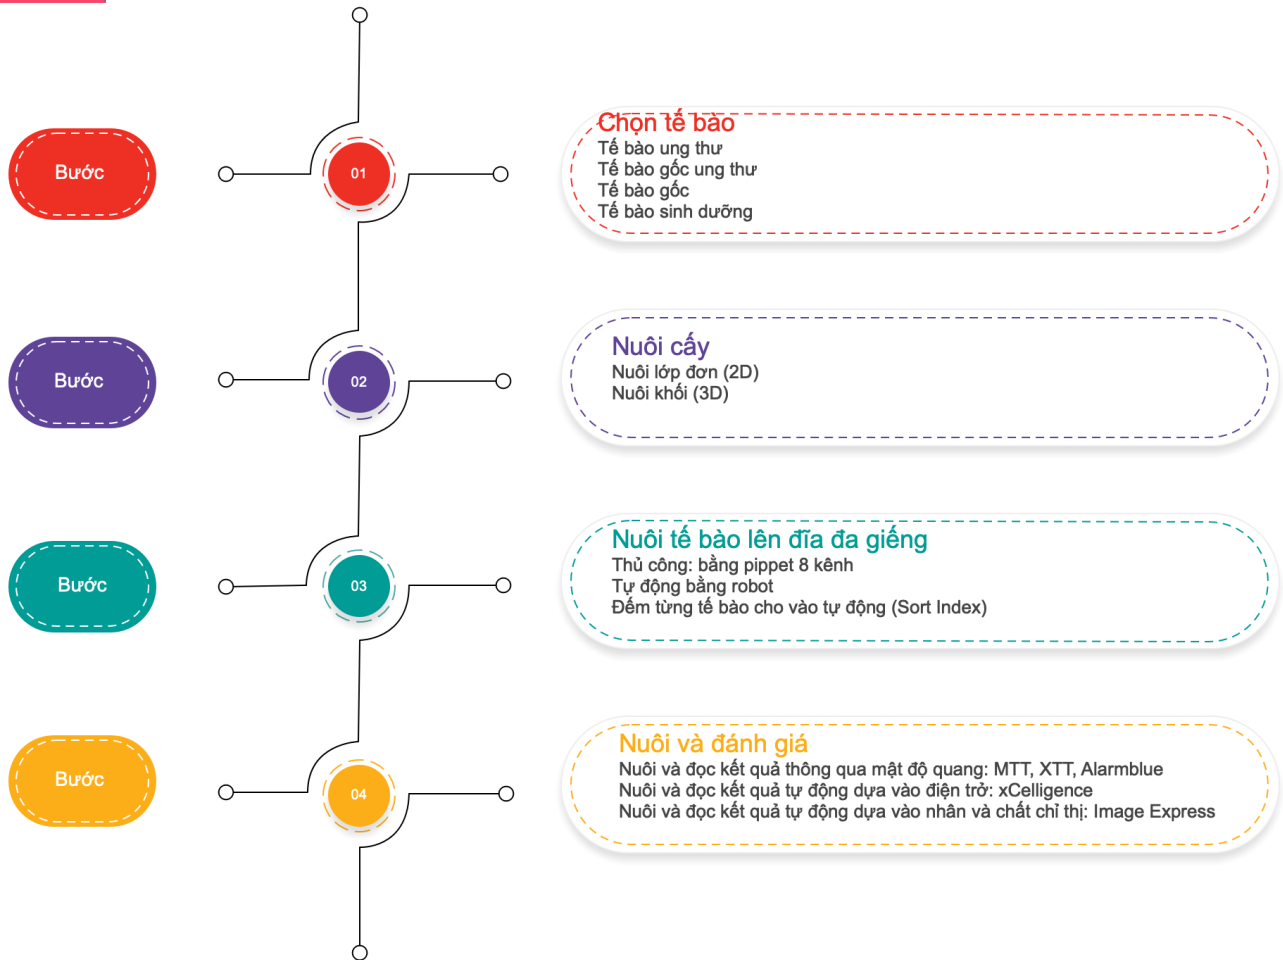 Bước
01
Chọn tế bào
Tế bào ung thư
Tế bào gốc ung thư
Tế bào gốc
Tế bào sinh dưỡng
Bước
02
Nuôi cấy
Nuôi lớp đơn (2D)
Nuôi khối (3D)
Bước
03
Nuôi tế bào lên đĩa đa giếng
Thủ công: bằng pippet 8 kênh
Tự động bằng robot
Đếm từng tế bào cho vào tự động (Sort Index)
Bước
04
Nuôi và đánh giá
Nuôi và đọc kết quả thông qua mật độ quang: MTT, XTT, Alarmblue
Nuôi và đọc kết quả tự động dựa vào điện trở: xCelligence
Nuôi và đọc kết quả tự động dựa vào nhân và chất chỉ thị: Image Express